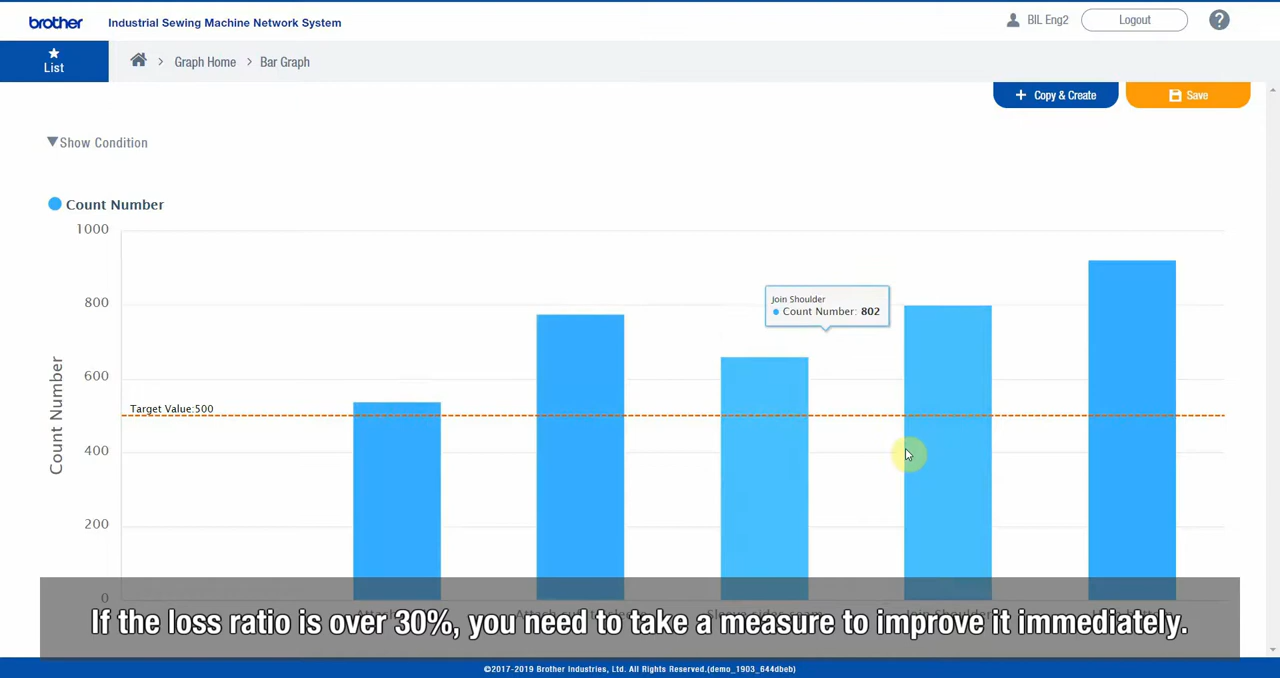 brother Industrial Sewing Machine Network System
BIL Eng2 Logout ?
List
Graph Home > Bar Graph
+ Copy & Create
Save
▼Show Condition
Count Number
1000
800
600
400
200
0
Count Number
Target Value:500
Join Shoulder
Count Number: 802
If the loss ratio is over 30%, you need to take a measure to improve it immediately.
©2017-2019 Brother Industries, Ltd. All Rights Reserved.(demo_1903_644dbeb)